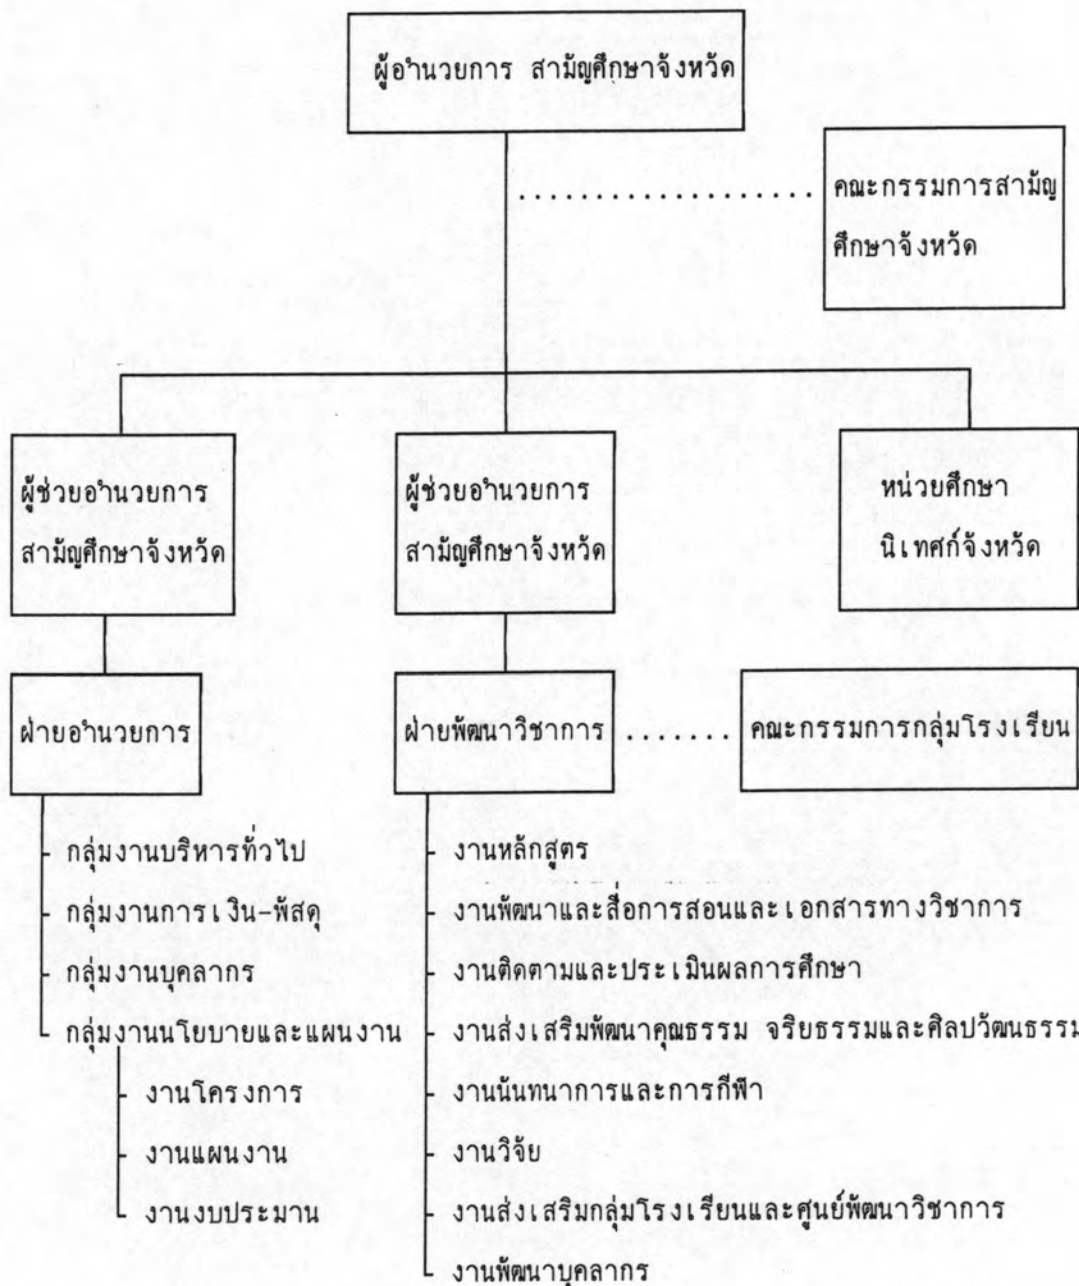 ผู้อำนวยการ สามัญศึกษาจังหวัด
คณะกรรมการสามัญ
ศึกษาจังหวัด
ผู้ช่วยอำนวยการ
สามัญศึกษาจังหวัด
ผู้ช่วยอำนวยการ
สามัญศึกษาจังหวัด
หน่วยศึกษา
นิเทศก์จังหวัด
ฝ่ายอำนวยการ
ฝ่ายพัฒนาวิชาการ
คณะกรรมการกลุ่มโรงเรียน
- กลุ่มงานบริหารทั่วไป
- กลุ่มงานการเงิน-พัสดุ
- กลุ่มงานบุคลากร
- กลุ่มงานนโยบายและแผนงาน
- งานโครงการ
- งานแผนงาน
- งานงบประมาน
- งานหลักสูตร
- งานพัฒนาและสื่อการสอนและเอกสารทางวิชาการ
- งานติดตามและประเมินผลการศึกษา
- งานส่งเสริมพัฒนาคุณธรรม จริยธรรมและศิลปวัฒนธรรม
- งานนันทนาการและการกีฬา
- งานวิจัย
- งานส่งเสริมกลุ่มโรงเรียนและศูนย์พัฒนาวิชาการ
- งานพัฒนาบุคลากร